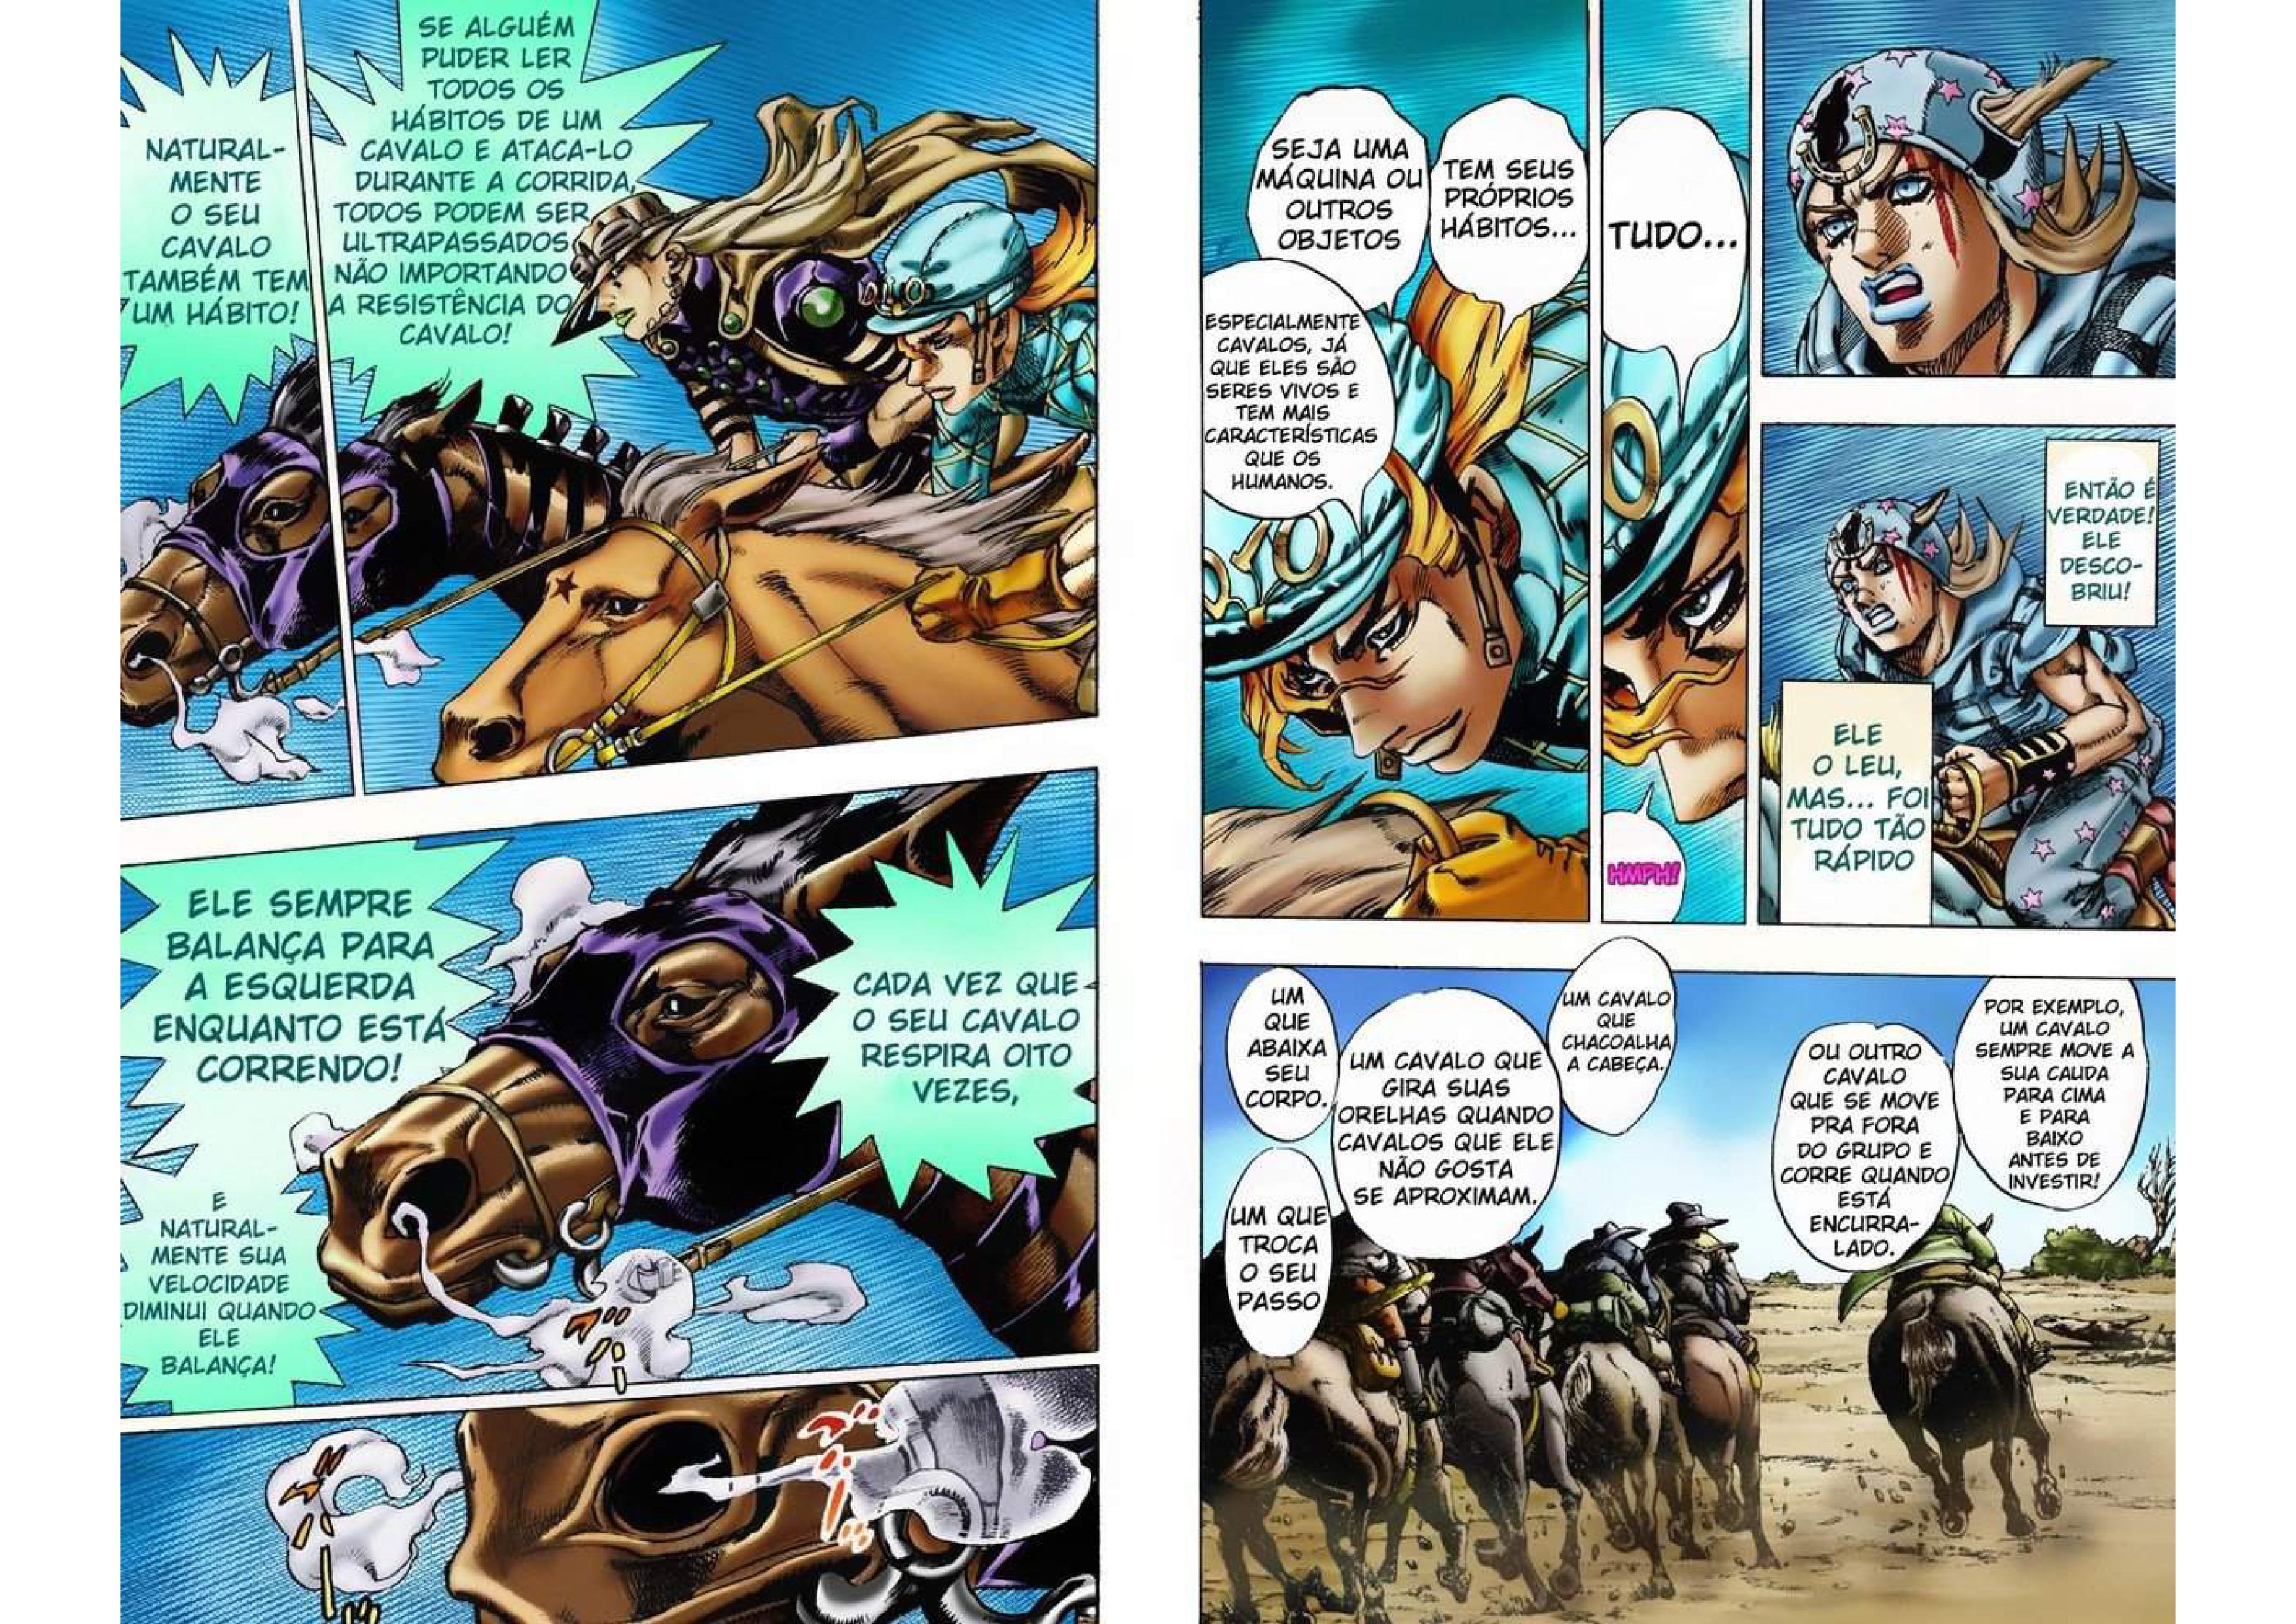 ENTÃO É
VERDADE!
ELE
DESCO-
BRIU!
ELE
O LEU,
MAS... FOI
TUDO TÃO
RÁPIDO
TUDO...
HMPH!
TEM SEUS
PRÓPRIOS
HÁBITOS...
SEJA UMA
MÁQUINA OU
OUTROS
OBJETOS
ESPECIALMENTE
CAVALOS, JÁ
QUE ELES SÃO
SERES VIVOS E
TEM MAIS
CARACTERÍSTICAS
QUE OS
HUMANOS.
DIO
POR EXEMPLO,
UM CAVALO
SEMPRE MOVE A
SUA CAUDA
PARA CIMA
E PARA
BAIXO
ANTES DE
INVESTIR!
OU OUTRO
CAVALO
QUE SE MOVE
PRA FORA
DO GRUPO E
CORRE QUANDO
ESTÁ
ENCURRA-
LADO.
UM CAVALO
QUE
CHACOALHA
A CABEÇA.
UM CAVALO QUE
GIRA SUAS
ORELHAS QUANDO
CAVALOS QUE ELE
NÃO GOSTA
SE APROXIMAM.
UM
QUE
ABAIXA
SEU
CORPO.
UM QUE
TROCA
O SEU
PASSO
SE ALGUÉM
PUDER LER
TODOS OS
HÁBITOS DE UM
CAVALO E ATACA-LO
DURANTE A CORRIDA,
TODOS PODEM SER
ULTRAPASSADOS
NÃO IMPORTANDO
A RESISTÊNCIA DO
CAVALO!
DIO
NATURAL-
MENTE
O SEU
CAVALO
TAMBÉM TEM
UM HÁBITO!
CADA VEZ QUE
O SEU CAVALO
RESPIRA OITO
VEZES,
ELE SEMPRE
BALANÇA PARA
A ESQUERDA
ENQUANTO ESTÁ
CORRENDO!
E
NATURAL-
MENTE SUA
VELOCIDADE
DIMINUI QUANDO
ELE
BALANÇA!